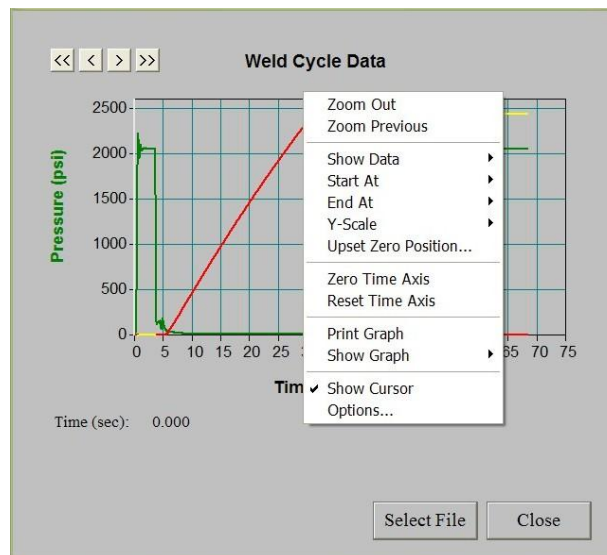 << < > >> Weld Cycle Data
Pressure (psi)
2500
2000
1500
1000
500
0
0 5 10 15 20 25
65 70 75
Zoom Out
Zoom Previous
Show Data
Start At
End At
Y-Scale
Upset Zero Position...
Zero Time Axis
Reset Time Axis
Print Graph
Show Graph
Show Cursor
Options...
Time (sec): 0.000
Select File Close